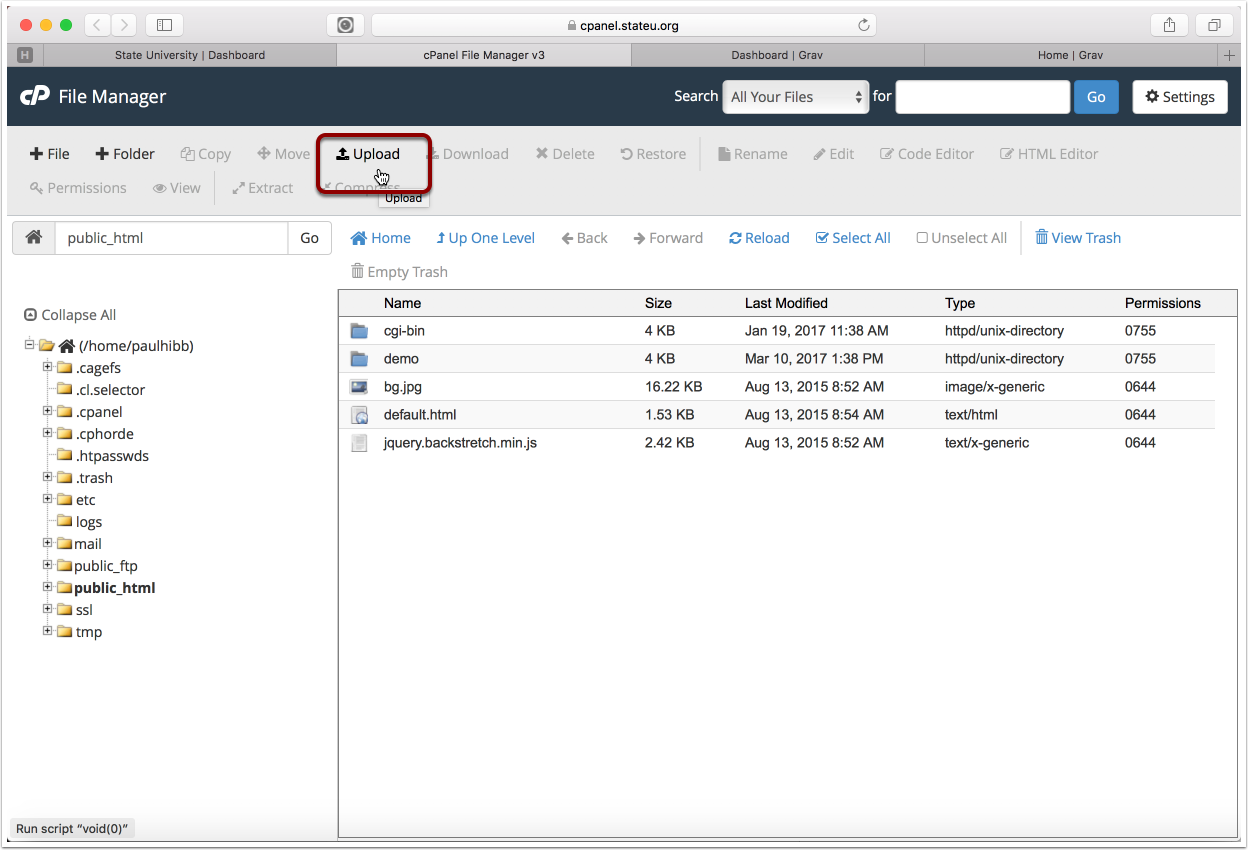 cpanel.stateu.org
H State University | Dashboard cPanel File Manager v3 Dashboard | Grav Home | Grav
cP File Manager Search All Your Files for Go Settings
File Folder Copy Move Upload Download Delete Restore Rename Edit Code Editor HTML Editor
Permissions View Extract Compress
Upload
public_html Go Home Up One Level Back Forward Reload Select All Unselect All View Trash
Empty Trash
Name Size Last Modified Type Permissions
cgi-bin 4 KB Jan 19, 2017 11:38 AM httpd/unix-directory 0755
demo 4 KB Mar 10, 2017 1:38 PM httpd/unix-directory 0755
bg.jpg 16.22 KB Aug 13, 2015 8:52 AM image/x-generic 0644
default.html 1.53 KB Aug 13, 2015 8:54 AM text/html 0644
jquery.backstretch.min.js 2.42 KB Aug 13, 2015 8:52 AM text/x-generic 0644
Collapse All
(/home/paulhibb)
.cagefs
.cl.selector
.cpanel
.cphorde
.htpasswds
.trash
etc
logs
mail
public_ftp
public_html
ssl
tmp
Run script “void(0)”